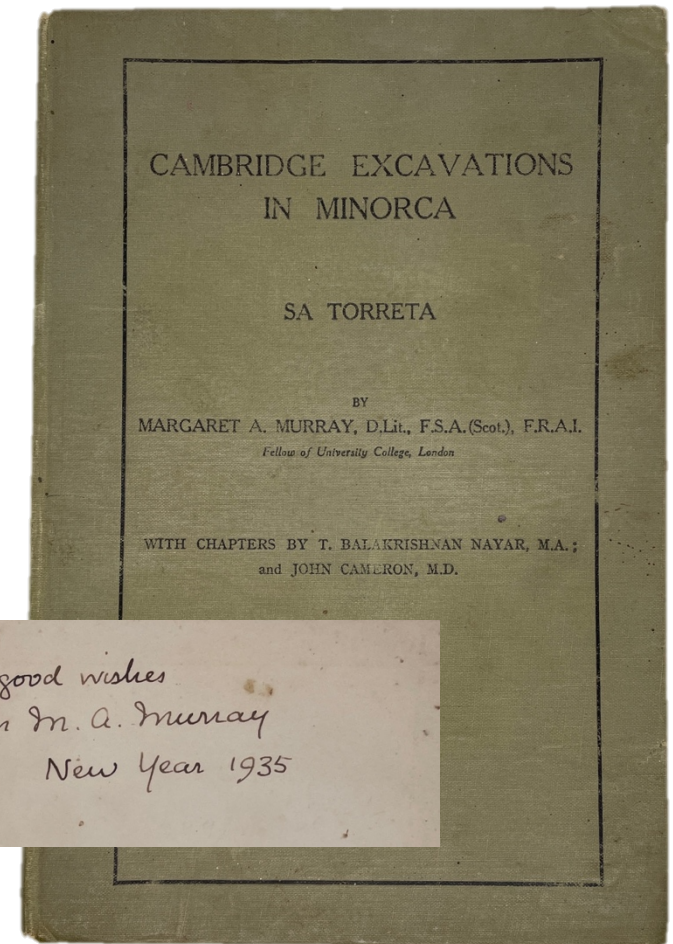 CAMBRIDGE EXCAVATIONS
IN MINORCA
SA TORRETA
BY
MARGARET A. MURRAY, D.Lit., F.S.A.(Scot.), F.R.A.I.
Fellow of University College, London
WITH CHAPTERS BY T. BALAKRISHNAN NAYAR, M.A.;
and JOHN CAMERON, M.D.
good wishes
M. A. Murray
New Year 1935